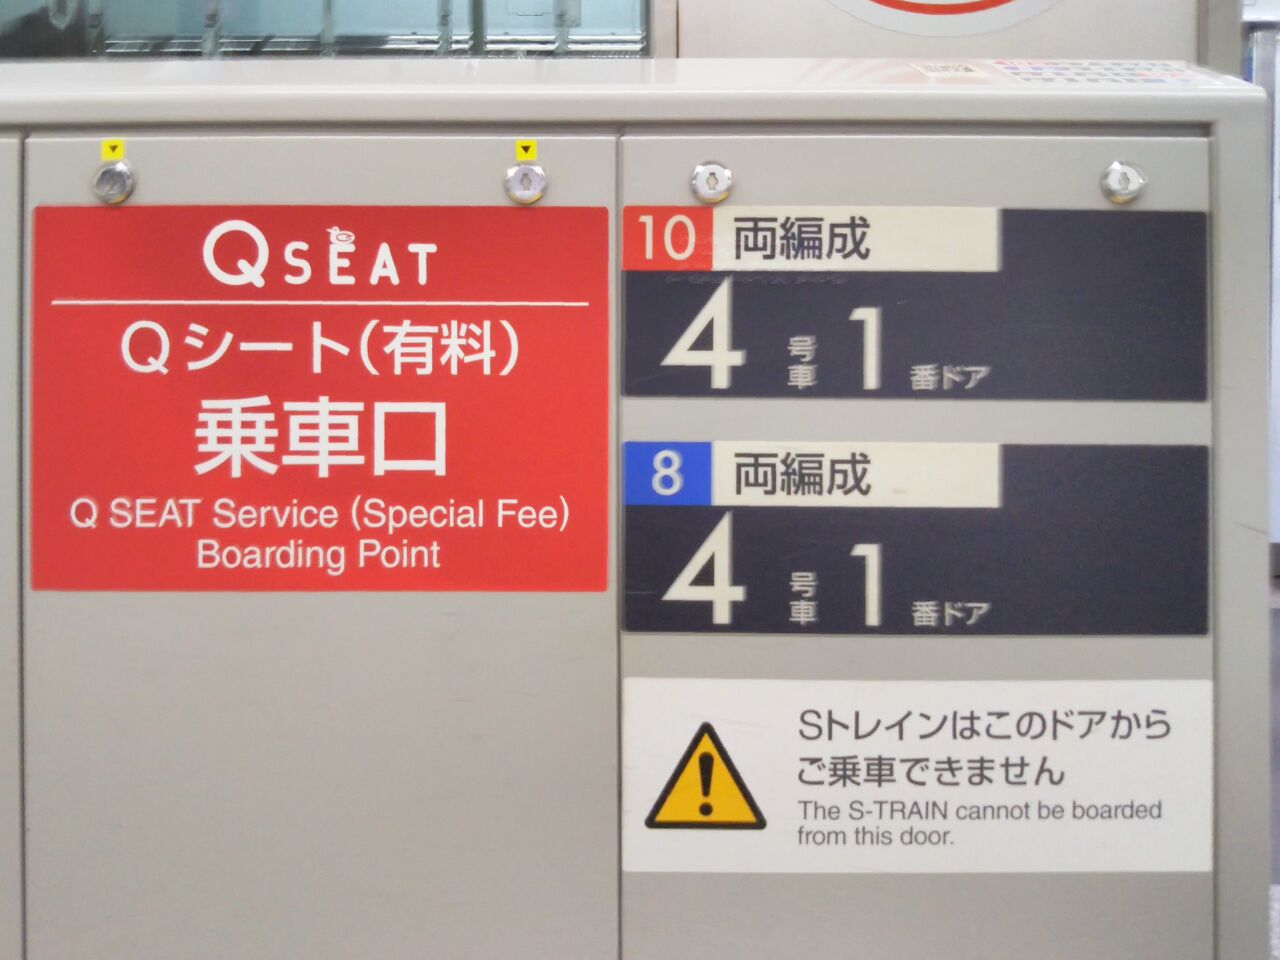 Q SEAT
Qシート(有料)
乗車口
Q SEAT Service (Special Fee)
Boarding Point
10 両編成
4号車 1番ドア
8 両編成
4号車 1番ドア
Sトレインはこのドアから
ご乗車できません
The S-TRAIN cannot be boarded
from this door.